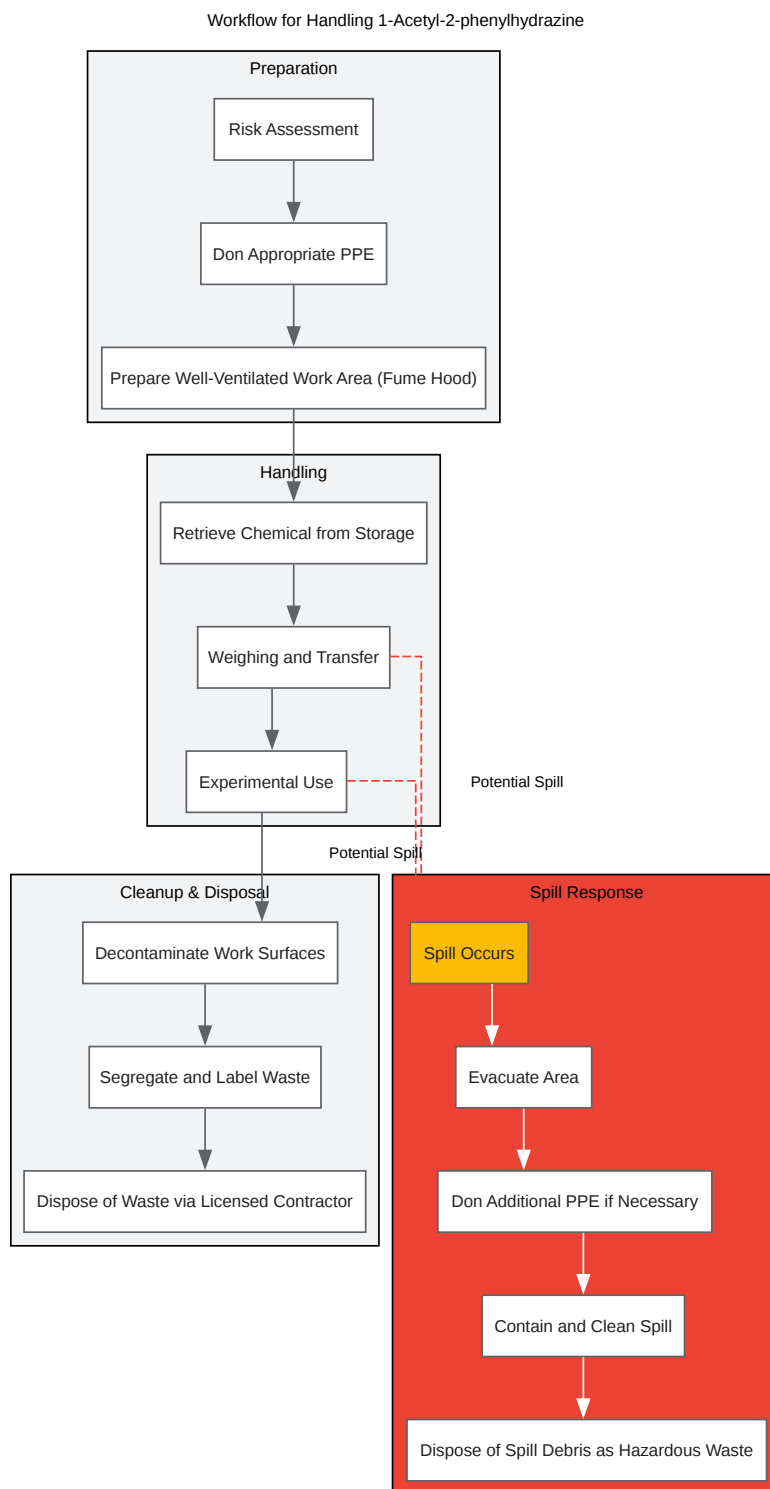 Workflow for Handling 1-Acetyl-2-phenylhydrazine
Preparation
Risk Assessment
Don Appropriate PPE
Prepare Well-Ventilated Work Area (Fume Hood)
Handling
Retrieve Chemical from Storage
Weighing and Transfer
Experimental Use
Potential Spill
Potential Spill
Cleanup & Disposal
Decontaminate Work Surfaces
Segregate and Label Waste
Dispose of Waste via Licensed Contractor
Spill Response
Spill Occurs
Evacuate Area
Don Additional PPE if Necessary
Contain and Clean Spill
Dispose of Spill Debris as Hazardous Waste